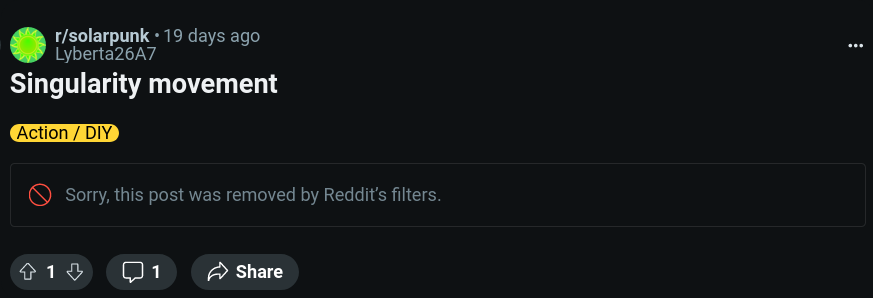 r/solarpunk • 19 days ago
Lyberta26A7
Singularity movement
Action / DIY
Sorry, this post was removed by Reddit’s filters.
1 1 Share